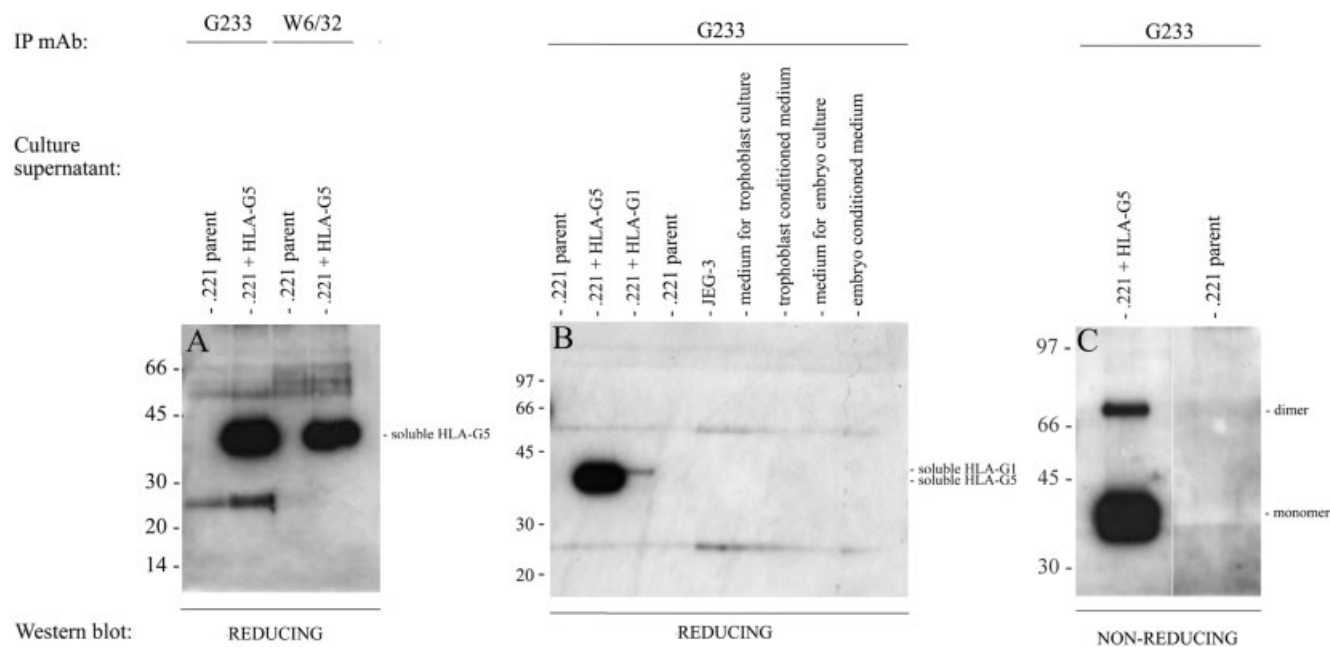 G233 W6/32
G233
G233
IP mAb:
Culture
supernatant:
- .221 parent
- .221 + HLA-G5
- .221 parent
- .221 + HLA-G5
- .221 parent
- .221 + HLA-G5
- .221 + HLA-G1
- .221 parent
- JEG-3
- medium for trophoblast culture
- trophoblast conditioned medium
- medium for embryo culture
- embryo conditioned medium
- .221 + HLA-G5
- .221 parent
A
66 -
45 -
30 -
20 -
14 -
- soluble HLA-G5
B
97 -
66 -
45 -
30 -
20 -
- soluble HLA-G1
- soluble HLA-G5
C
97 -
66 -
45 -
30 -
- dimer
- monomer
Western blot:
REDUCING
REDUCING
NON-REDUCING